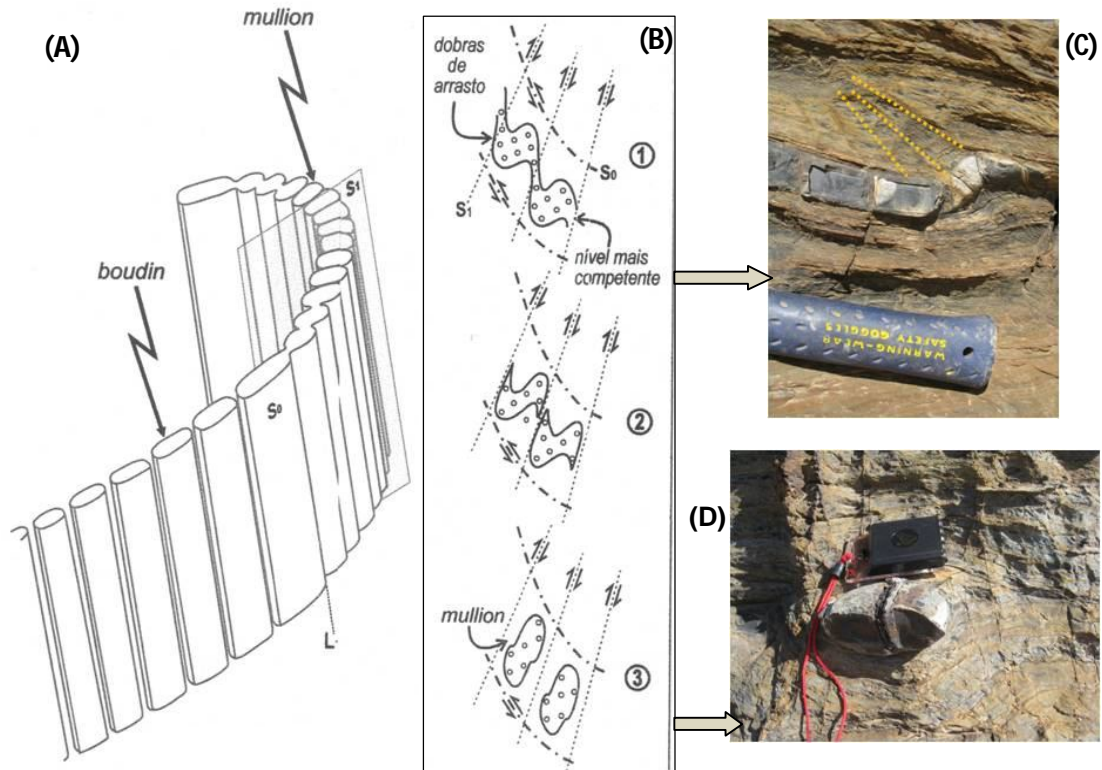 (A)
mullion
S1
boudin
S0
L
(B)
dobras
de
arrasto
1
S0
S1
nível mais
competente
2
mullion
3
(C)
WARNING-WEAR
SAFETY GOGGLES
(D)